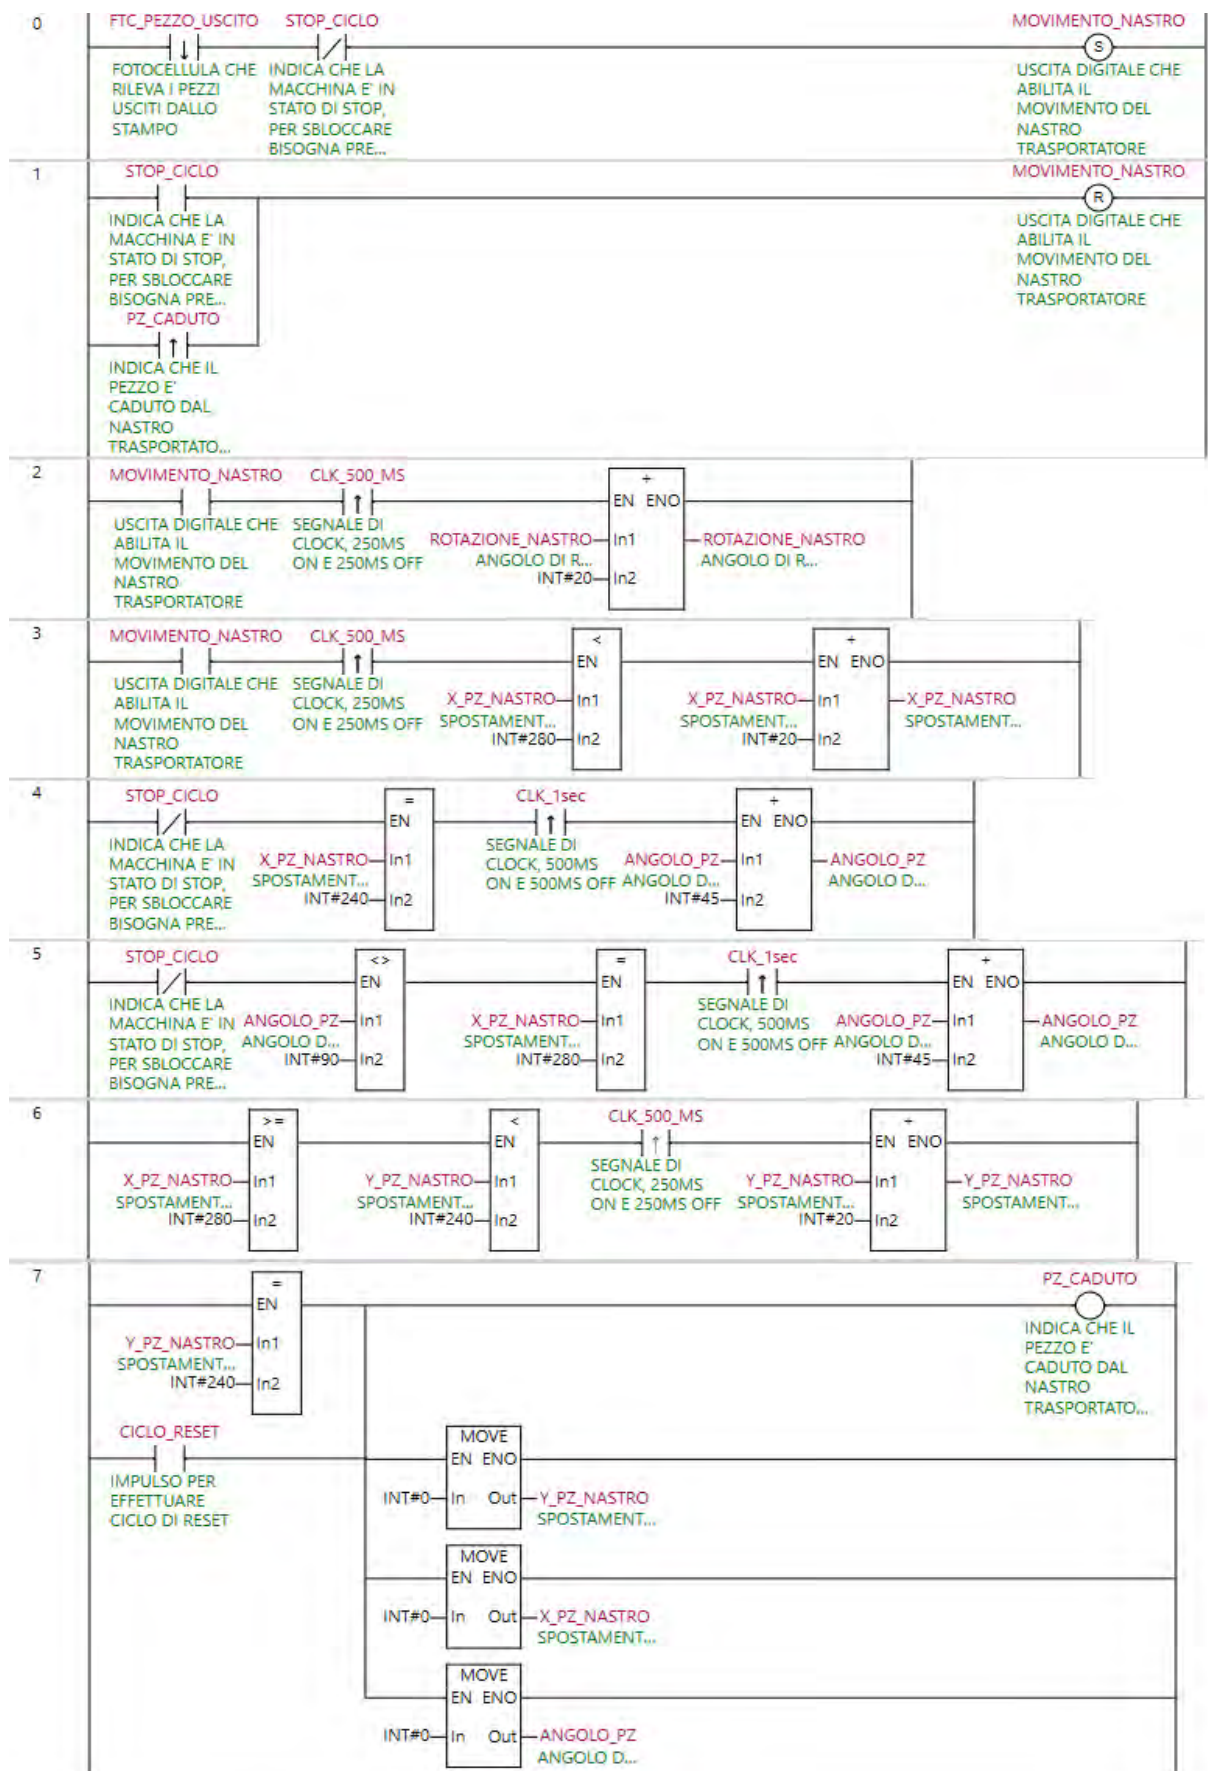 0
FTC_PEZZO_USCITO STOP_CICLO MOVIMENTO_NASTRO
S
FOTOCELLULA CHE INDICA CHE LA USCITA DIGITALE CHE
RILEVA I PEZZI MACCHINA E' IN ABILITA IL
USCITI DALLO STATO DI STOP, MOVIMENTO DEL
STAMPO PER SBLOCCARE NASTRO
BISOGNA PRE... TRASPORTATORE
1
STOP_CICLO MOVIMENTO_NASTRO
R
INDICA CHE LA USCITA DIGITALE CHE
MACCHINA E' IN ABILITA IL
STATO DI STOP, MOVIMENTO DEL
PER SBLOCCARE NASTRO
BISOGNA PRE... TRASPORTATORE
PZ_CADUTO
INDICA CHE IL
PEZZO E'
CADUTO DAL
NASTRO
TRASPORTATO...
2
MOVIMENTO_NASTRO CLK_500_MS +
EN ENO
USCITA DIGITALE CHE SEGNALE DI
ABILITA IL CLOCK, 250MS ROTAZIONE_NASTRO In1 ROTAZIONE_NASTRO
MOVIMENTO DEL ON E 250MS OFF ANGOLO DI R... ANGOLO DI R...
NASTRO INT#20 In2
TRASPORTATORE
3
MOVIMENTO_NASTRO CLK_500_MS < +
EN EN ENO
USCITA DIGITALE CHE SEGNALE DI
ABILITA IL CLOCK, 250MS X_PZ_NASTRO In1 X_PZ_NASTRO In1 X_PZ_NASTRO
MOVIMENTO DEL ON E 250MS OFF SPOSTAMENT... SPOSTAMENT... SPOSTAMENT...
NASTRO INT#280 In2 INT#20 In2
TRASPORTATORE
4
STOP_CICLO = CLK_1sec +
EN EN ENO
INDICA CHE LA SEGNALE DI
MACCHINA E' IN X_PZ_NASTRO In1 CLOCK, 500MS ANGOLO_PZ In1 ANGOLO_PZ
STATO DI STOP, SPOSTAMENT... ON E 500MS OFF ANGOLO D... ANGOLO D...
PER SBLOCCARE INT#240 In2 INT#45 In2
BISOGNA PRE...
5
STOP_CICLO <> = CLK_1sec +
EN EN EN ENO
INDICA CHE LA SEGNALE DI
MACCHINA E' IN ANGOLO_PZ In1 X_PZ_NASTRO In1 CLOCK, 500MS ANGOLO_PZ In1 ANGOLO_PZ
STATO DI STOP, ANGOLO D... SPOSTAMENT... ON E 500MS OFF ANGOLO D... ANGOLO D...
PER SBLOCCARE INT#90 In2 INT#280 In2 INT#45 In2
BISOGNA PRE...
6
>= < CLK_500_MS +
EN EN EN ENO
SEGNALE DI
X_PZ_NASTRO In1 Y_PZ_NASTRO In1 CLOCK, 250MS Y_PZ_NASTRO In1 Y_PZ_NASTRO
SPOSTAMENT... SPOSTAMENT... ON E 250MS OFF SPOSTAMENT... SPOSTAMENT...
INT#280 In2 INT#240 In2 INT#20 In2
7
= PZ_CADUTO
EN
INDICA CHE IL
Y_PZ_NASTRO In1 PEZZO E'
SPOSTAMENT... CADUTO DAL
INT#240 In2 NASTRO
TRASPORTATO...
CICLO_RESET MOVE
EN ENO
IMPULSO PER
EFFETTUARE INT#0 In Out Y_PZ_NASTRO
CICLO DI RESET SPOSTAMENT...
MOVE
EN ENO
INT#0 In Out X_PZ_NASTRO
SPOSTAMENT...
MOVE
EN ENO
INT#0 In Out ANGOLO_PZ
ANGOLO D...